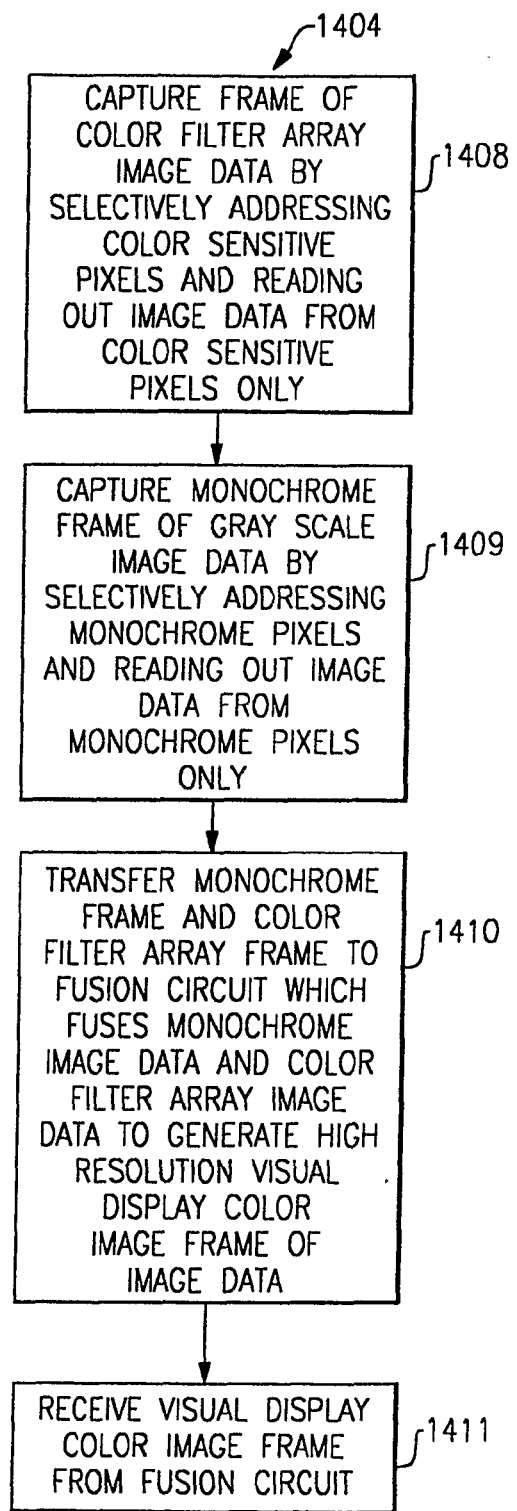 1404
CAPTURE FRAME OF
COLOR FILTER ARRAY
IMAGE DATA BY
SELECTIVELY ADDRESSING
COLOR SENSITIVE
PIXELS AND READING
OUT IMAGE DATA FROM
COLOR SENSITIVE
PIXELS ONLY
1408
CAPTURE MONOCHROME
FRAME OF GRAY SCALE
IMAGE DATA BY
SELECTIVELY ADDRESSING
MONOCHROME PIXELS
AND READING OUT IMAGE
DATA FROM
MONOCHROME PIXELS
ONLY
1409
TRANSFER MONOCHROME
FRAME AND COLOR
FILTER ARRAY FRAME TO
FUSION CIRCUIT WHICH
FUSES MONOCHROME
IMAGE DATA AND COLOR
FILTER ARRAY IMAGE
DATA TO GENERATE HIGH
RESOLUTION VISUAL
DISPLAY COLOR
IMAGE FRAME OF
IMAGE DATA
1410
RECEIVE VISUAL DISPLAY
COLOR IMAGE FRAME
FROM FUSION CIRCUIT
1411